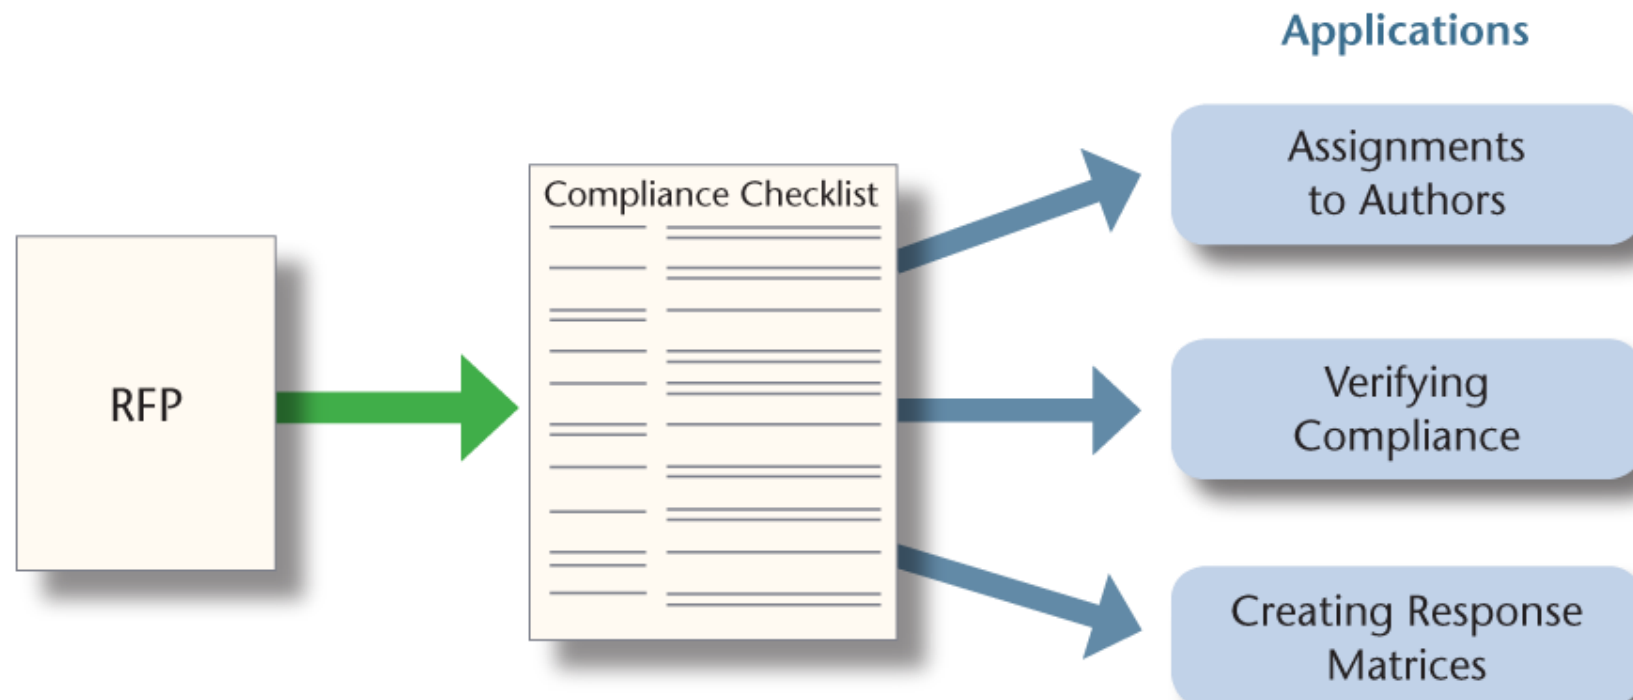 Applications
RFP
Compliance Checklist
Assignments
to Authors
Verifying
Compliance
Creating Response
Matrices